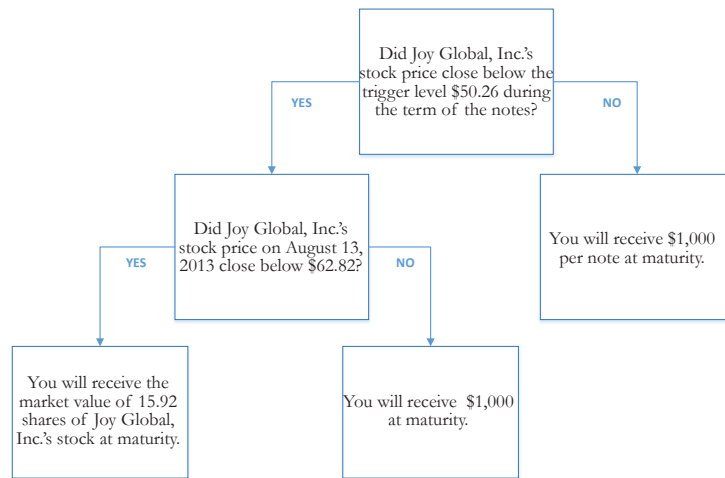 Did Joy Global, Inc.'s
stock price close below the
trigger level $50.26 during
the term of the notes?
YES
NO
Did Joy Global, Inc.'s
stock price on August 13,
2013 close below $62.82?
You will receive $1,000
per note at maturity.
YES
NO
You will receive the
market value of 15.92
shares of Joy Global,
Inc.'s stock at maturity.
You will receive $1,000
at maturity.